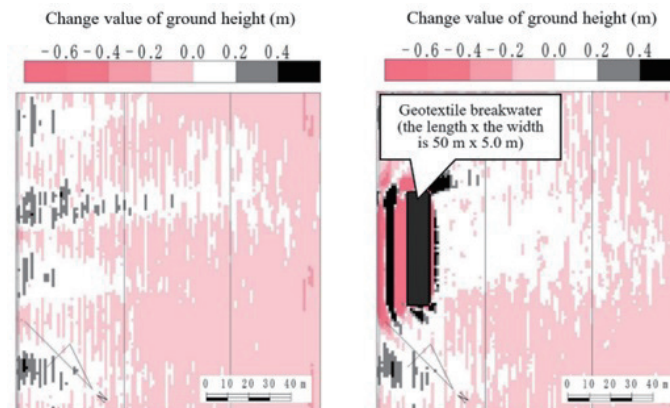 Change value of ground height (m)
-0.6 -0.4 -0.2 0.0 0.2 0.4
0 10 20 30 40 m
Change value of ground height (m)
-0.6 -0.4 -0.2 0.0 0.2 0.4
Geotextile breakwater
(the length x the width
is 50 m x 5.0 m)
0 10 20 30 40 m